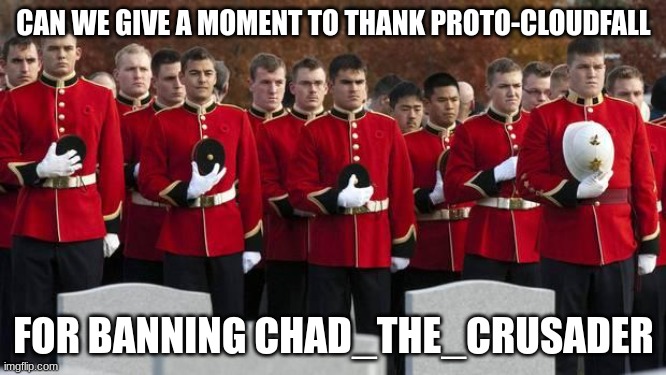 CAN WE GIVE A MOMENT TO THANK PROTO-CLOUDFALL
FOR BANNING CHAD_THE_CRUSADER
imgflip.com